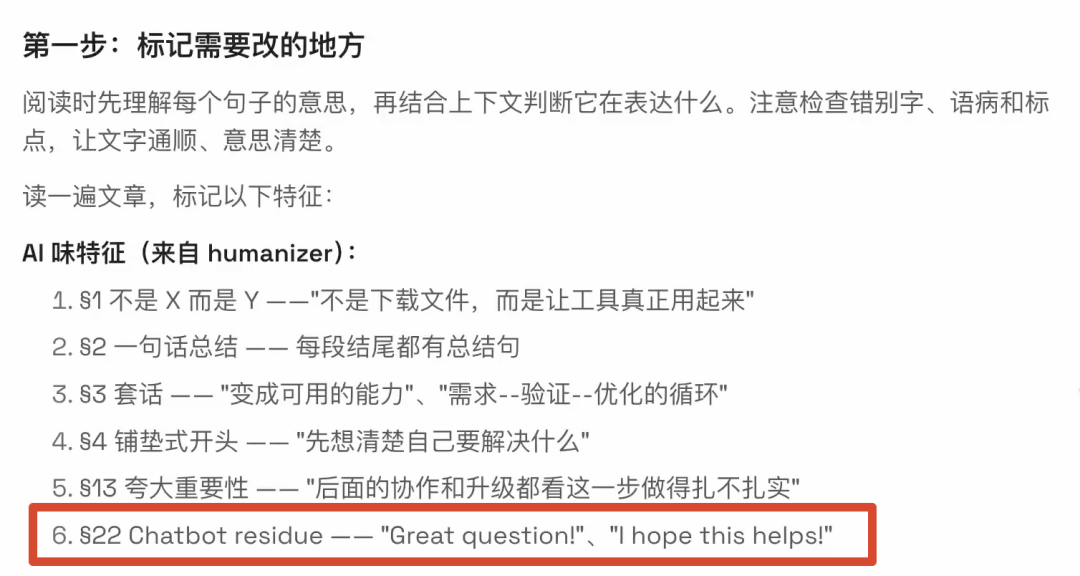 第一步：标记需要改的地方
阅读时先理解每个句子的意思，再结合上下文判断它在表达什么。注意检查错别字、语病和标
点，让文字通顺、意思清楚。
读一遍文章，标记以下特征：
AI 味特征（来自 humanizer）：
1. §1 不是 X 而是 Y ——"不是下载文件，而是让工具真正用起来"
2. §2 一句话总结 —— 每段结尾都有总结句
3. §3 套话 —— "变成可用的能力"、"需求--验证--优化的循环"
4. §4 铺垫式开头 —— "先想清楚自己要解决什么"
5. §13 夸大重要性 —— "后面的协作和升级都看这一步做得扎不扎实"
6. §22 Chatbot residue —— "Great question!"、"I hope this helps!"